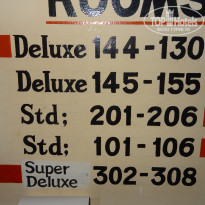 ROOMS
Deluxe 144-130
Deluxe 145-155
Std; 201-206
Std; 101-106
Super
Deluxe 302-308